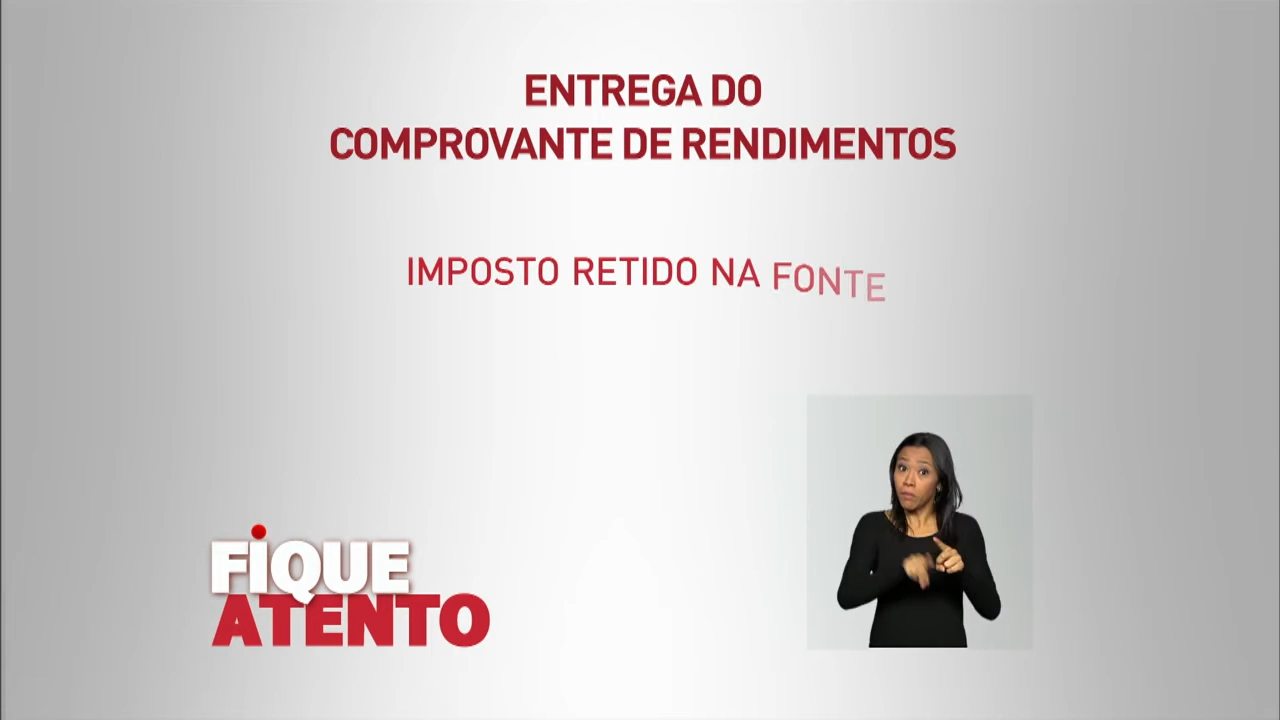 ENTREGA DO
COMPROVANTE DE RENDIMENTOS
IMPOSTO RETIDO NA FONTE
FIQUE
ATENTO